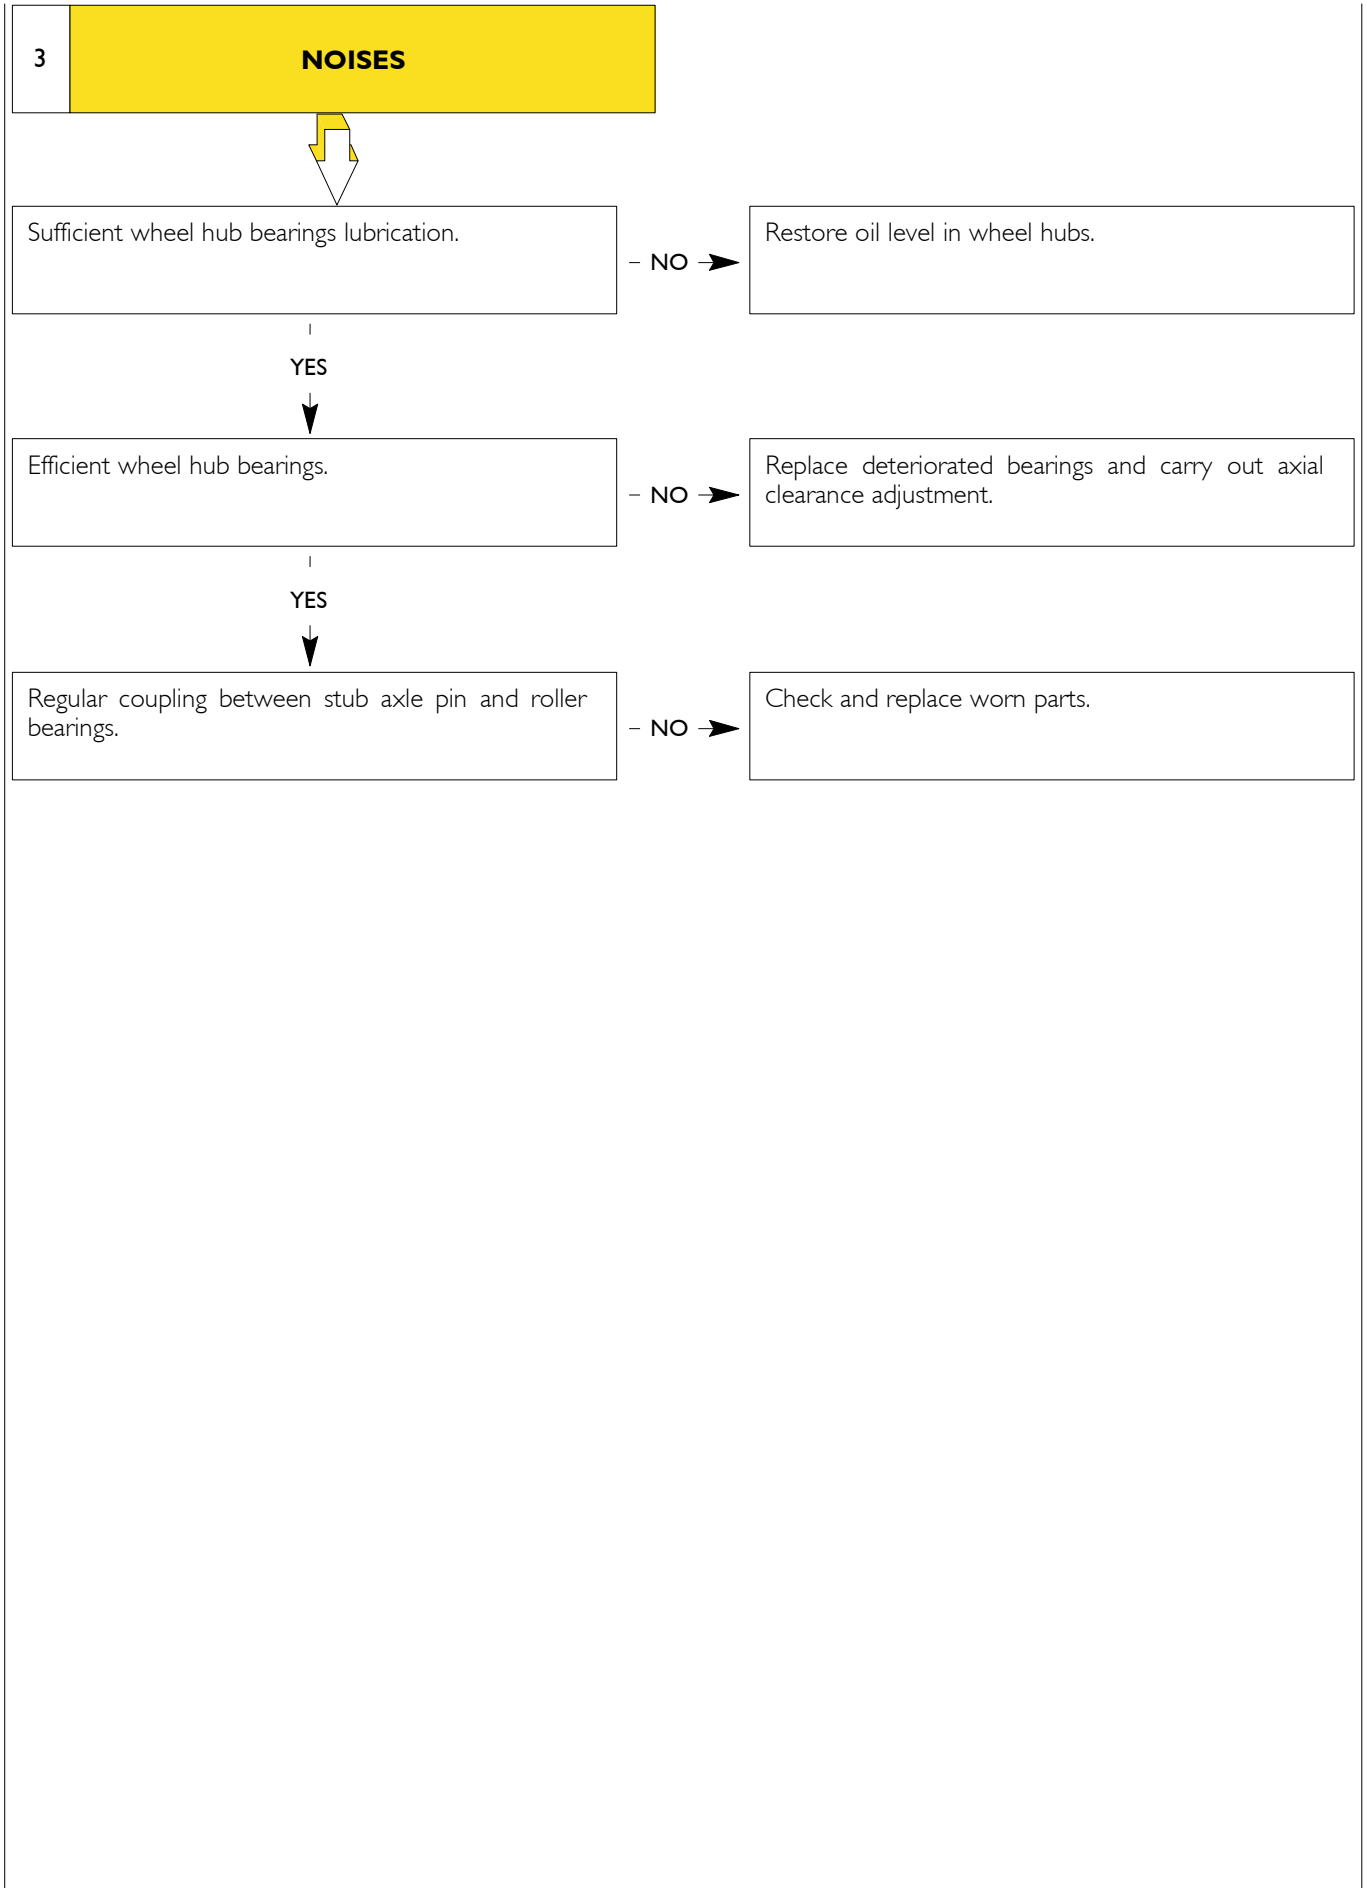 3
NOISES
Sufficient wheel hub bearings lubrication.
NO
Restore oil level in wheel hubs.
YES
Efficient wheel hub bearings.
NO
Replace deteriorated bearings and carry out axial
clearance adjustment.
YES
Regular coupling between stub axle pin and roller
bearings.
NO
Check and replace worn parts.